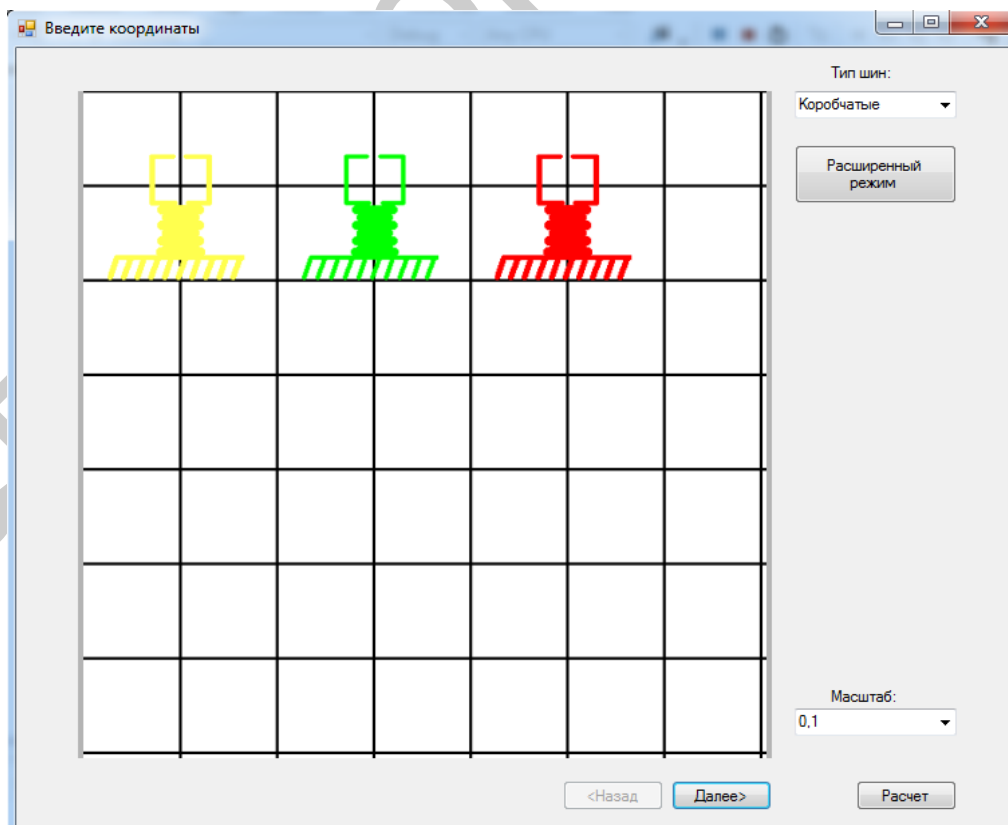 Введите координаты
Тип шин:
Коробчатые
Расширенный
режим
Масштаб:
0,1
<Назад
Далее>
Расчет